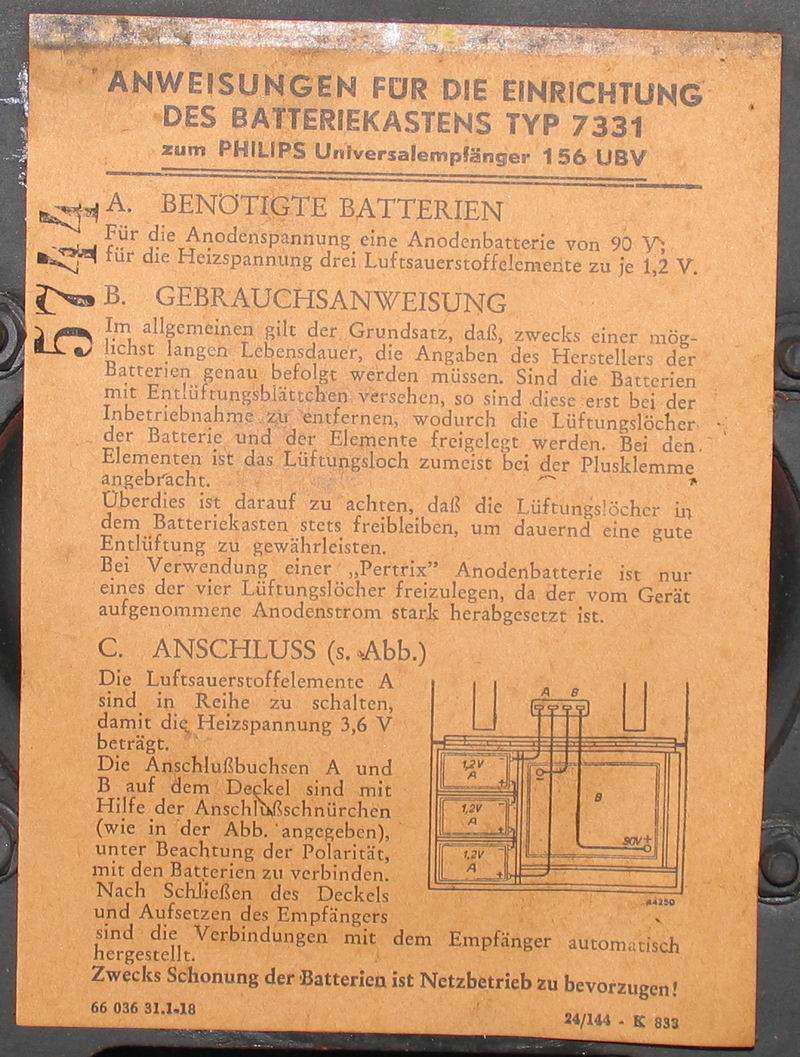 ANWEISUNGEN FÜR DIE EINRICHTUNG
DES BATTERIEKASTENS TYP 7331
zum PHILIPS Universalempfänger 156 UBV
5744
A. BENÖTIGTE BATTERIEN
Für die Anodenspannung eine Anodenbatterie von 90 V;
für die Heizspannung drei Luftsauerstoffelemente zu je 1,2 V.
B. GEBRAUCHSANWEISUNG
Im allgemeinen gilt der Grundsatz, daß, zwecks einer mög-
lichst langen Lebensdauer, die Angaben des Herstellers der
Batterien genau befolgt werden müssen. Sind die Batterien
mit Entlüftungsblättchen versehen, so sind diese erst bei der
Inbetriebnahme zu entfernen, wodurch die Lüftungslöcher
der Batterie und der Elemente freigelegt werden. Bei den
Elementen ist das Lüftungsloch zumeist bei der Plusklemme
angebracht.
Überdies ist darauf zu achten, daß die Lüftungslöcher in
dem Batteriekasten stets freibleiben, um dauernd eine gute
Entlüftung zu gewährleisten.
Bei Verwendung einer „Pertrix” Anodenbatterie ist nur
eines der vier Lüftungslöcher freizulegen, da der vom Gerät
aufgenommene Anodenstrom stark herabgesetzt ist.
C. ANSCHLUSS (s. Abb.)
Die Luftsauerstoffelemente A
sind in Reihe zu schalten,
damit die Heizspannung 3,6 V
beträgt.
Die Anschlußbuchsen A und
B auf dem Deckel sind mit
Hilfe der Anschlußschnürchen
(wie in der Abb. angegeben),
unter Beachtung der Polarität,
mit den Batterien zu verbinden.
Nach Schließen des Deckels
und Aufsetzen des Empfängers
sind die Verbindungen mit dem Empfänger automatisch
hergestellt.
A B
1,2V
A
+
1,2V
A
+
1,2V
A
+
−
B
90V +
A4250
Zwecks Schonung der Batterien ist Netzbetrieb zu bevorzugen!
66 036 31.1-18
24/144 - K 833